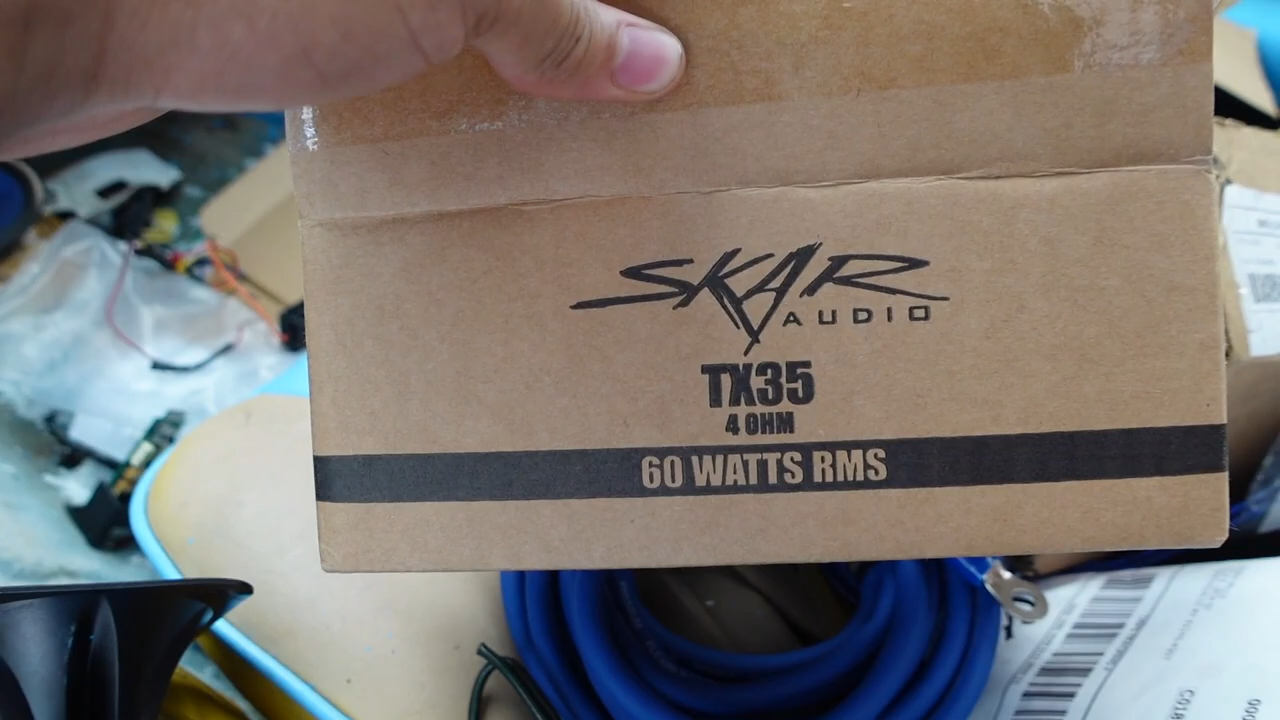 SKAR
AUDIO
TX35
4 OHM
60 WATTS RMS